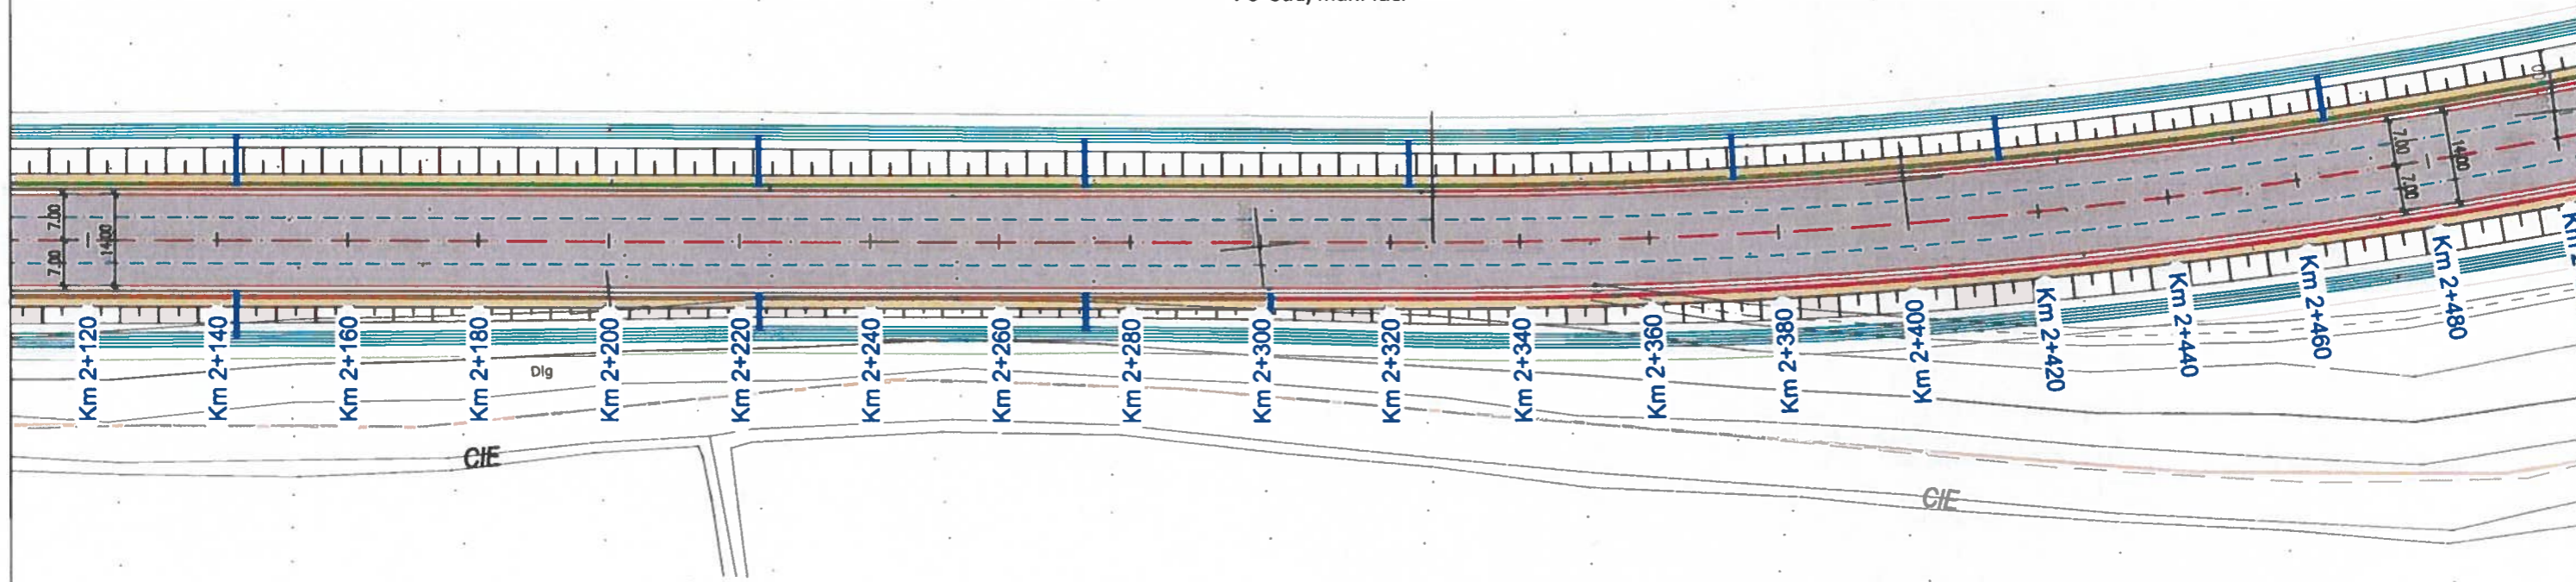 7.00
7.00
14.00
Km 2+120
Km 2+140
Km 2+160
Km 2+180
Km 2+200
Km 2+220
Km 2+240
Km 2+260
Km 2+280
Km 2+300
Km 2+320
Km 2+340
Km 2+360
Km 2+380
Km 2+400
Km 2+420
Km 2+440
Km 2+460
Km 2+480
7.00
7.00
14.00
Dig
CIE
CIE